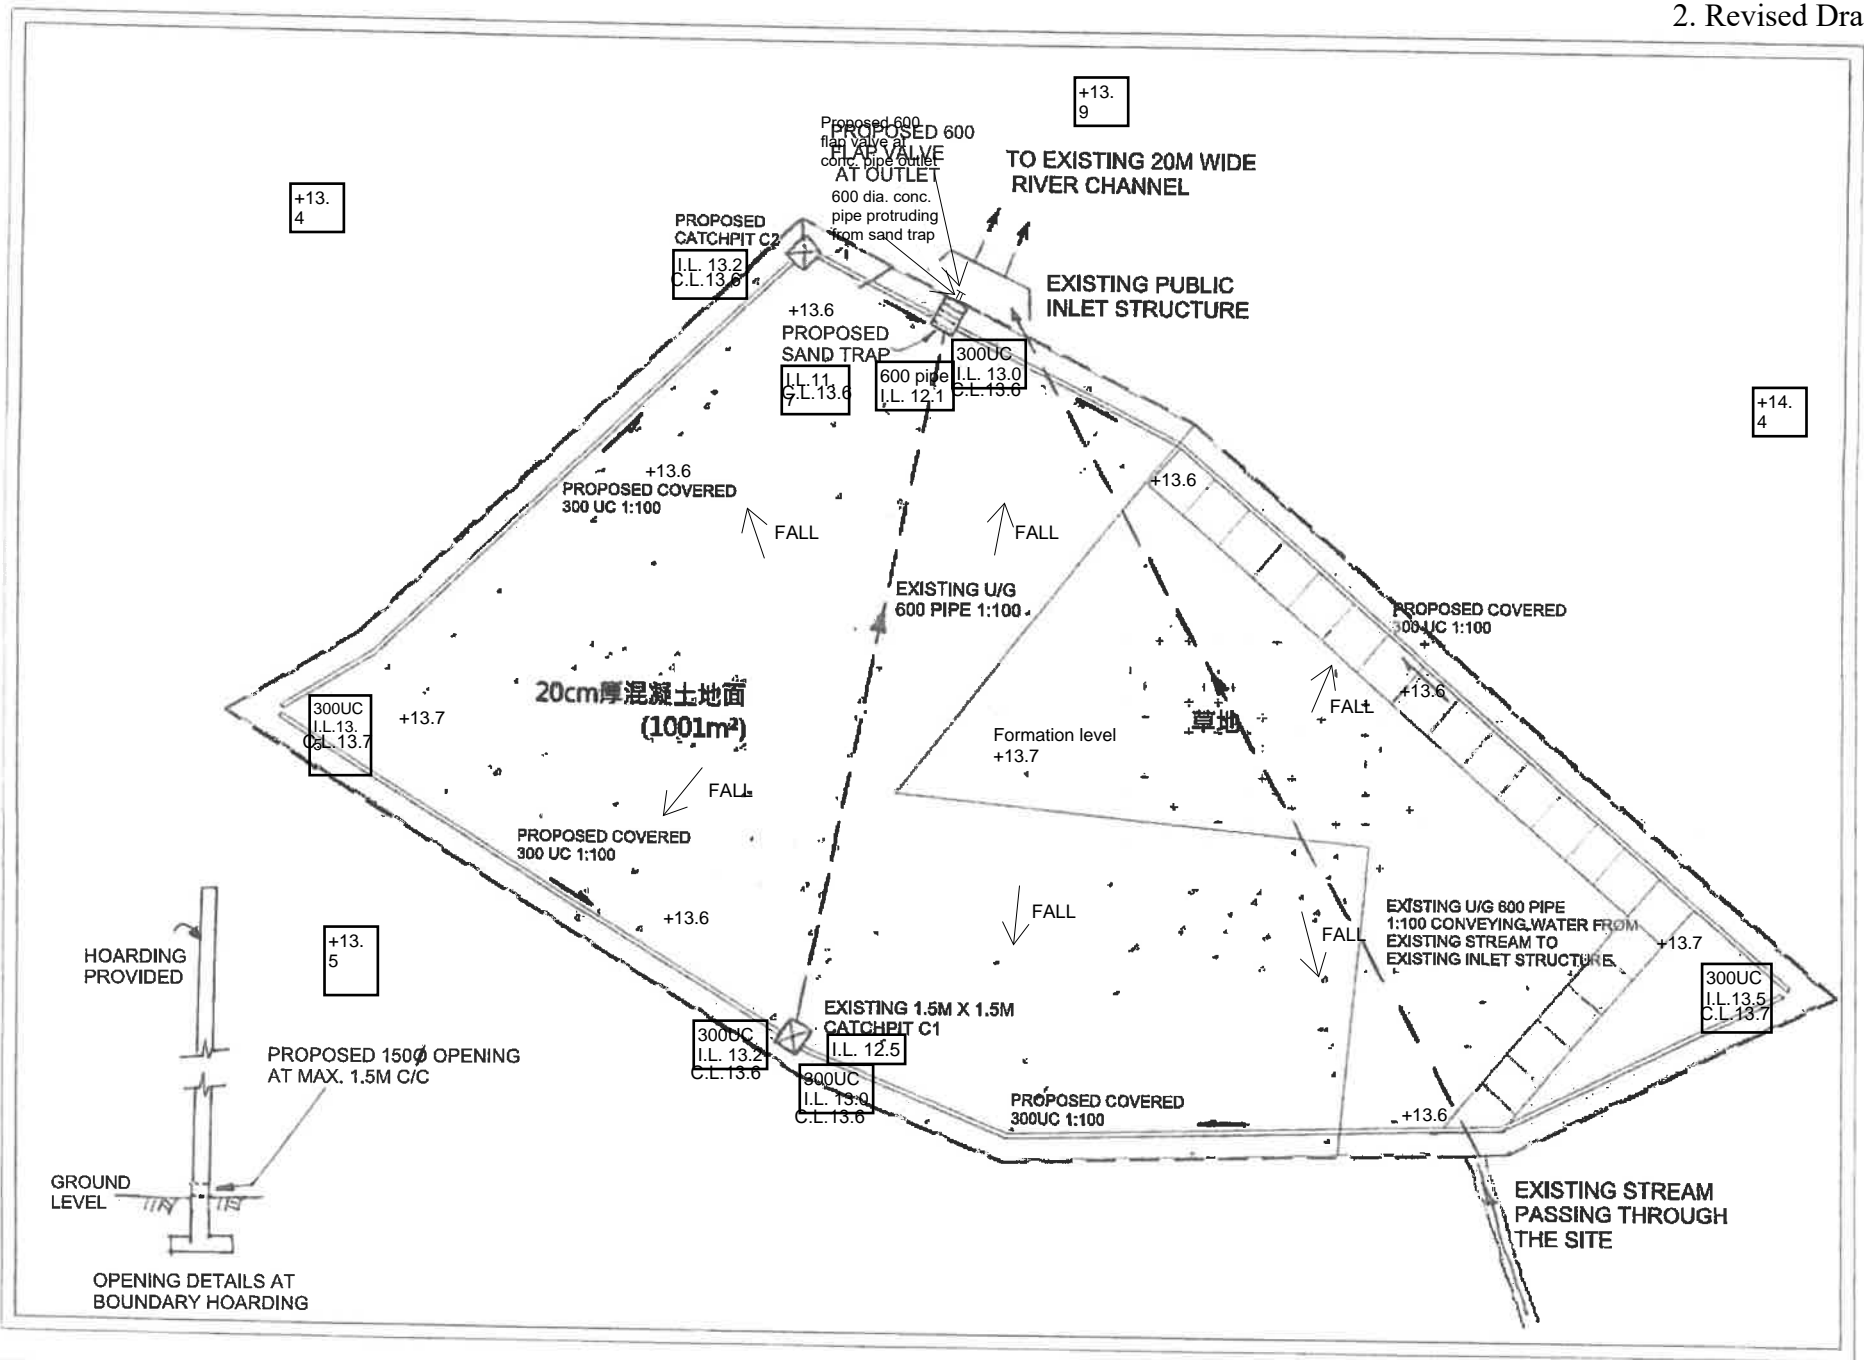 2. Revised Dra
+13.
9
Proposed 600
flap valve at
conc. pipe outlet
PROPOSED 600
FLAP VALVE
AT OUTLET
600 dia. conc.
pipe protruding
from sand trap
TO EXISTING 20M WIDE
RIVER CHANNEL
+13.
4
PROPOSED
CATCHPIT C2
I.L. 13.2
C.L.13.6
EXISTING PUBLIC
INLET STRUCTURE
+13.6
PROPOSED
SAND TRAP
I.L.11.
7
C.L.13.6
600 pipe
I.L. 12.1
300UC
I.L. 13.0
C.L.13.6
+14.
4
+13.6
PROPOSED COVERED
300 UC 1:100
+13.6
FALL
FALL
EXISTING U/G
600 PIPE 1:100
PROPOSED COVERED
300 UC 1:100
20cm厚混凝土地面
(1001m²)
+13.7
300UC
I.L.13.
5
C.L.13.7
草地
FALL
+13.6
Formation level
+13.7
FALL
PROPOSED COVERED
300 UC 1:100
+13.6
FALL
FALL
EXISTING U/G 600 PIPE
1:100 CONVEYING WATER FROM
EXISTING STREAM TO
EXISTING INLET STRUCTURE
+13.7
300UC
I.L.13.5
C.L.13.7
+13.
5
HOARDING
PROVIDED
EXISTING 1.5M X 1.5M
CATCHPIT C1
I.L. 12.5
300UC
I.L. 13.2
C.L.13.6
300UC
I.L. 13.0
C.L.13.6
PROPOSED 150Ø OPENING
AT MAX. 1.5M C/C
PROPOSED COVERED
300UC 1:100
+13.6
GROUND
LEVEL
EXISTING STREAM
PASSING THROUGH
THE SITE
OPENING DETAILS AT
BOUNDARY HOARDING